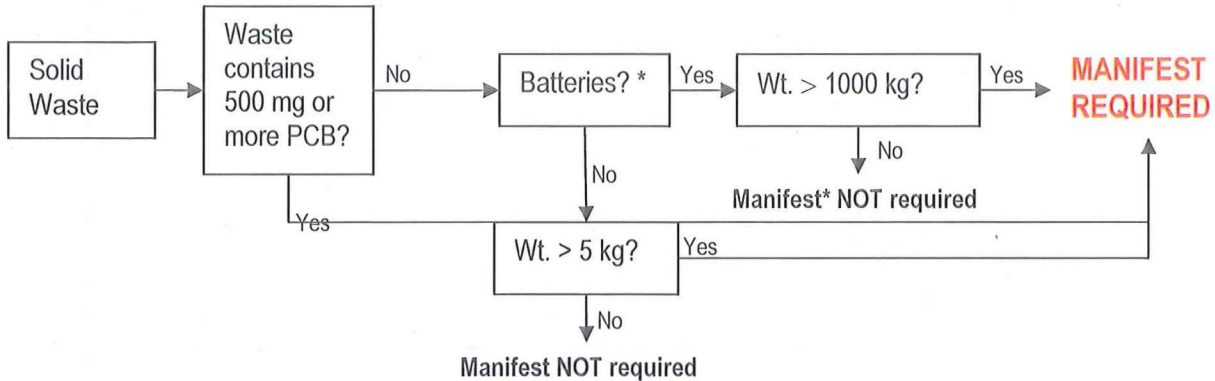 Solid
Waste
Waste
contains
500 mg or
more PCB?
No
Batteries? *
Yes
Wt. > 1000 kg?
Yes
MANIFEST
REQUIRED
No
No
Manifest* NOT required
Yes
Wt. > 5 kg?
Yes
No
Manifest NOT required